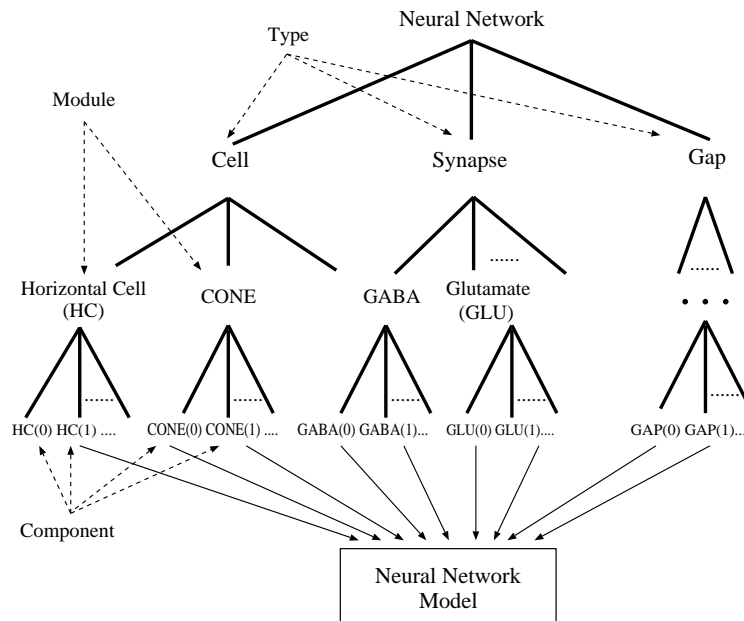 Neural Network
Type
Module
Cell
Synapse
Gap
......
......
Horizontal Cell
(HC)
CONE
GABA
Glutamate
(GLU)
• • •
.......
.......
.......
.......
.......
HC(0) HC(1) ....
CONE(0) CONE(1) ....
GABA(0) GABA(1)...
GLU(0) GLU(1)....
GAP(0) GAP(1)...
Component
Neural Network
Model